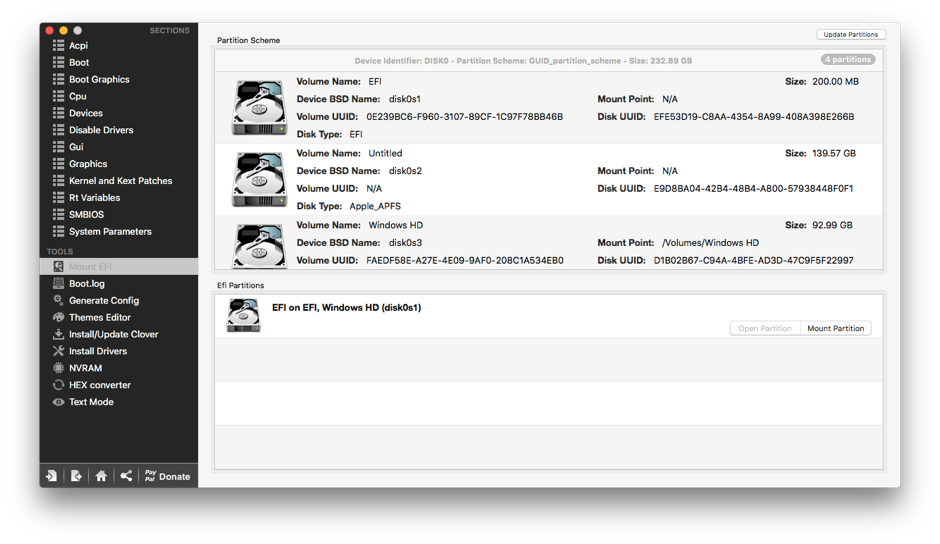 SECTIONS
Acpi
Boot
Boot Graphics
Cpu
Devices
Disable Drivers
Gui
Graphics
Kernel and Kext Patches
Rt Variables
SMBIOS
System Parameters
TOOLS
Mount EFI
Boot.log
Generate Config
Themes Editor
Install/Update Clover
Install Drivers
NVRAM
HEX converter
Text Mode
Pay Pal Donate
Partition Scheme
Update Partitions
Device Identifier: DISK0 - Partition Scheme: GUID_partition_scheme - Size: 232.89 GB
4 partitions
Volume Name: EFI Size: 200.00 MB
Device BSD Name: disk0s1 Mount Point: N/A
Volume UUID: 0E239BC6-F960-3107-89CF-1C97F78BB46B Disk UUID: EFE53D19-C8AA-4354-8A99-408A398E266B
Disk Type: EFI
Volume Name: Untitled Size: 139.57 GB
Device BSD Name: disk0s2 Mount Point: N/A
Volume UUID: N/A Disk UUID: E9D8BA04-42B4-48B4-A800-57938448F0F1
Disk Type: Apple_APFS
Volume Name: Windows HD Size: 92.99 GB
Device BSD Name: disk0s3 Mount Point: /Volumes/Windows HD
Volume UUID: FAEDF58E-A27E-4E09-9AF0-208C1A534EB0 Disk UUID: D1B02B67-C94A-4BFE-AD3D-47C9F5F22997
Efi Partitions
EFI on EFI, Windows HD (disk0s1)
Open Partition Mount Partition